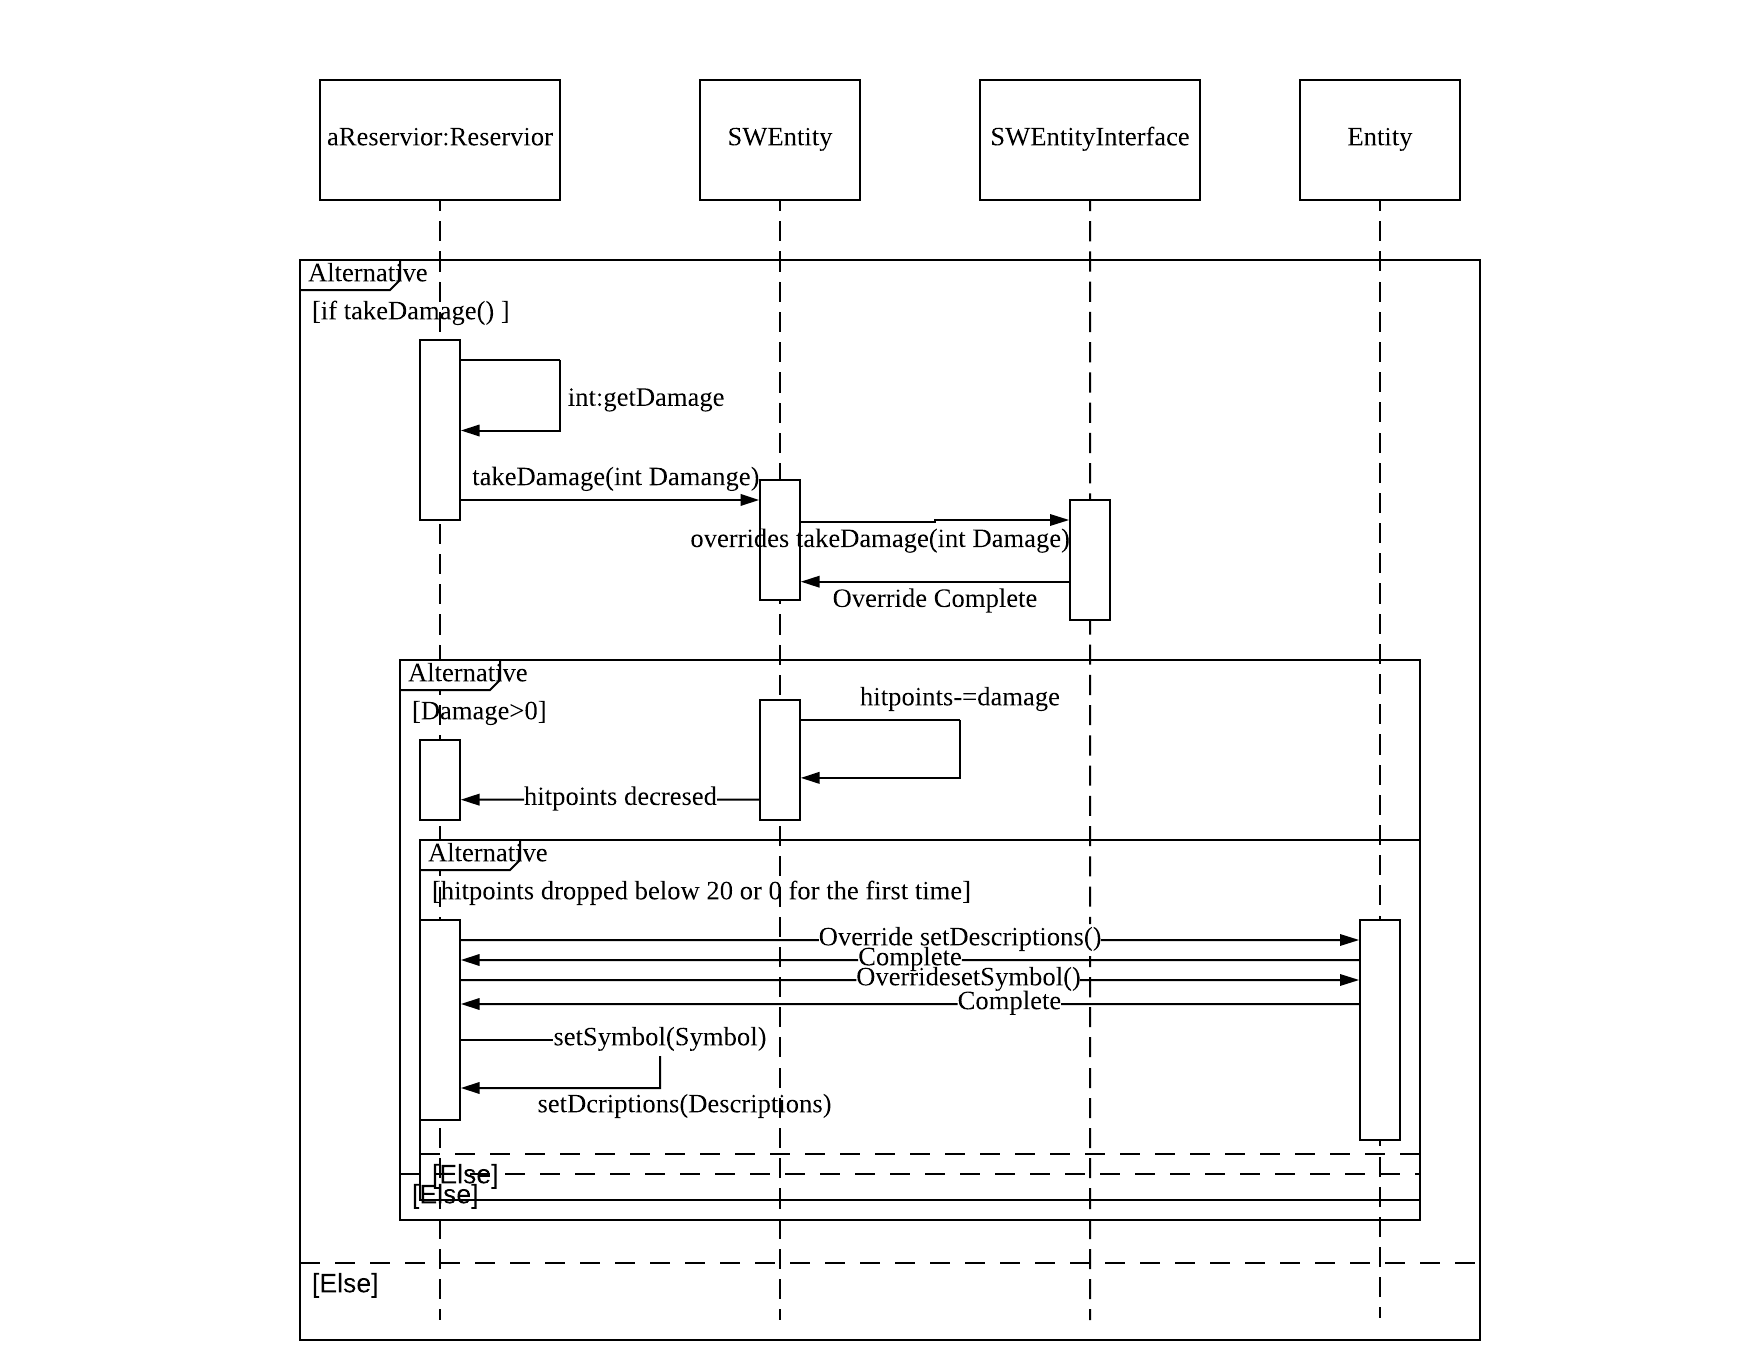 aReservior:Reservior
SWEntity
SWEntityInterface
Entity
Alternative
[if takeDamage() ]
int:getDamage
takeDamage(int Damange)
overrides takeDamage(int Damage)
Override Complete
Alternative
[Damage>0]
hitpoints-=damage
hitpoints decresed
Alternative
[hitpoints dropped below 20 or 0 for the first time]
Override setDescriptions()
Complete
OverridesetSymbol()
Complete
setSymbol(Symbol)
setDcriptions(Descriptions)
[Else]
[Else]
[Else]